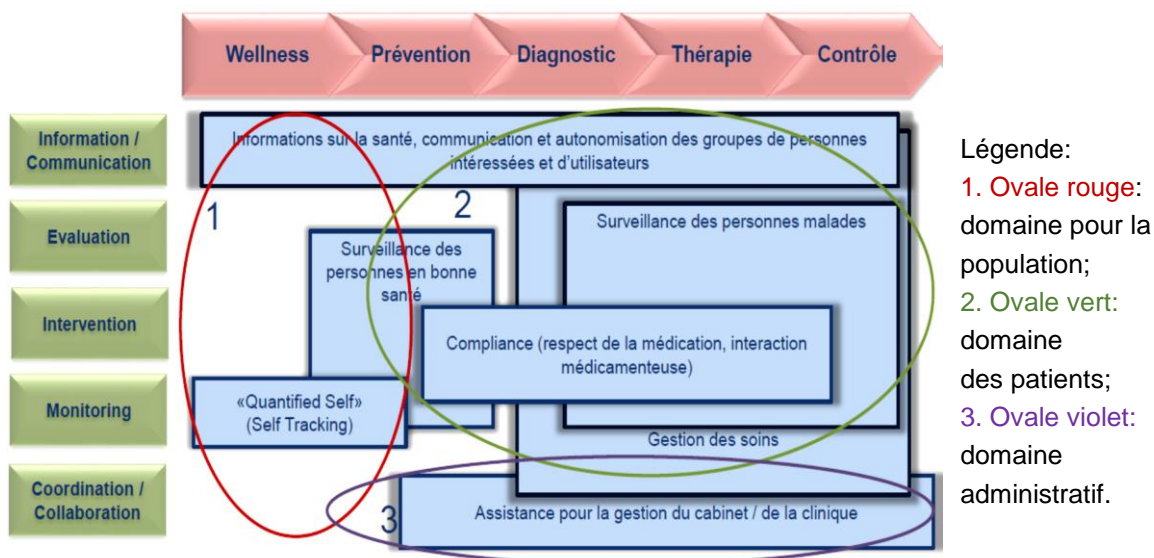 Wellness
Prévention
Diagnostic
Thérapie
Contrôle
Information /
Communication
Evaluation
Intervention
Monitoring
Coordination /
Collaboration
Informations sur la santé, communication et autonomisation des groupes de personnes
intéressées et d'utilisateurs
1
2
Surveillance des personnes malades
Surveillance des
personnes en bonne
santé
Compliance (respect de la médication, interaction
médicamenteuse)
«Quantified Self»
(Self Tracking)
Gestion des soins
3
Assistance pour la gestion du cabinet / de la clinique
Légende:
1. Ovale rouge:
domaine pour la
population;
2. Ovale vert:
domaine
des patients;
3. Ovale violet:
domaine
administratif.